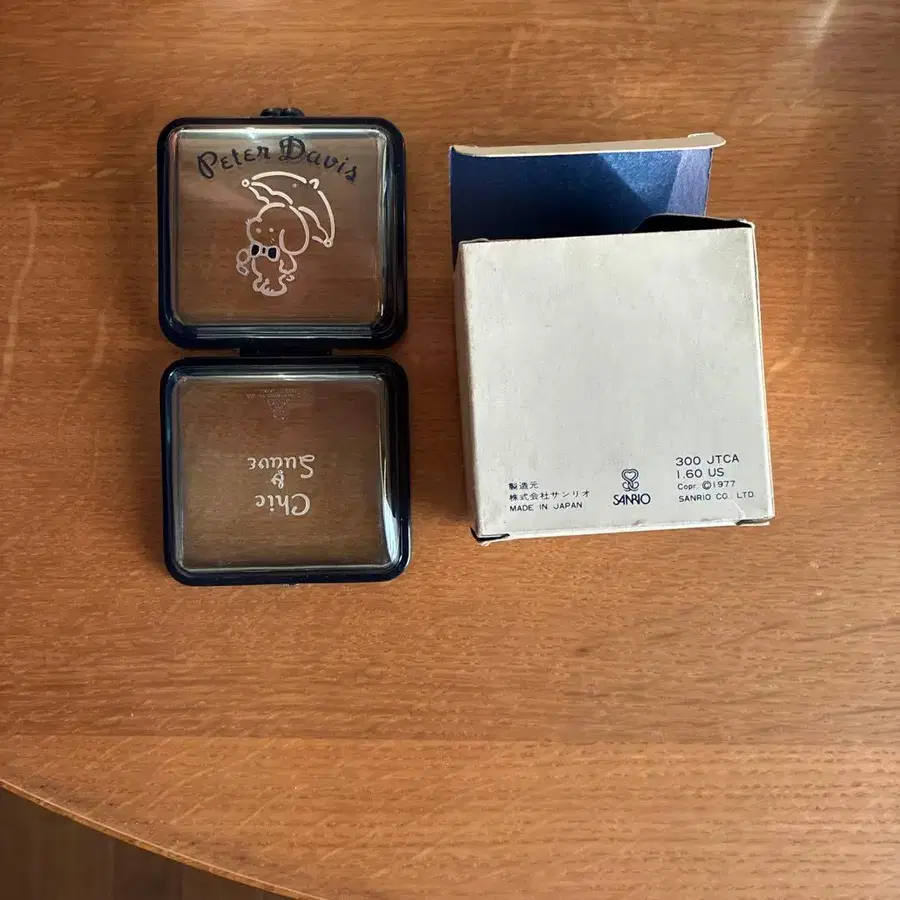 Peter Davis
Chic
&
Suave
300 JTCA
1.60 US
Copr. ©1977
SANRIO CO., LTD.
製造元
株式会社サンリオ
MADE IN JAPAN
SANRIO